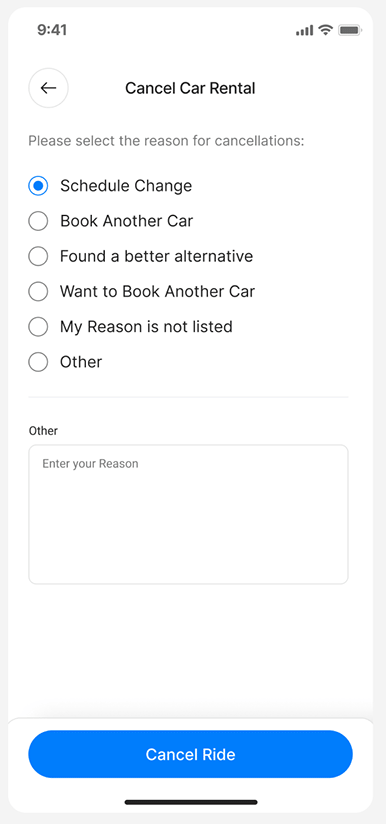 9:41
Cancel Car Rental
Please select the reason for cancellations:
Schedule Change
Book Another Car
Found a better alternative
Want to Book Another Car
My Reason is not listed
Other
Other
Enter your Reason
Cancel Ride